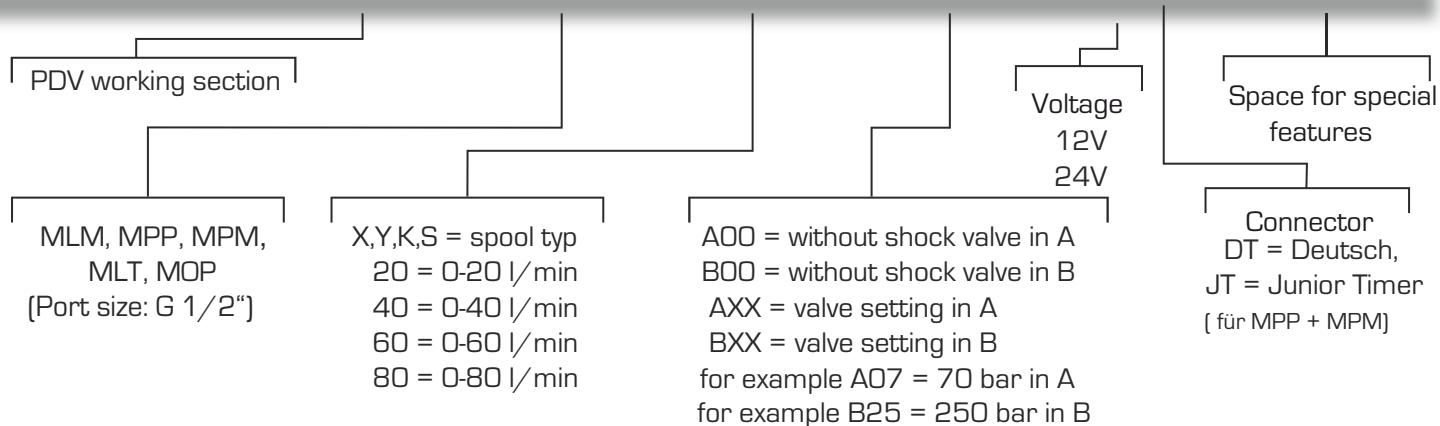 PDV working section
Voltage
12V
24V
Space for special
features
MLM, MPP, MPM,
MLT, MOP
(Port size: G 1/2“)
X,Y,K,S = spool typ
20 = 0-20 l/min
40 = 0-40 l/min
60 = 0-60 l/min
80 = 0-80 l/min
A00 = without shock valve in A
B00 = without shock valve in B
AXX = valve setting in A
BXX = valve setting in B
for example A07 = 70 bar in A
for example B25 = 250 bar in B
Connector
DT = Deutsch,
JT = Junior Timer
( für MPP + MPM)